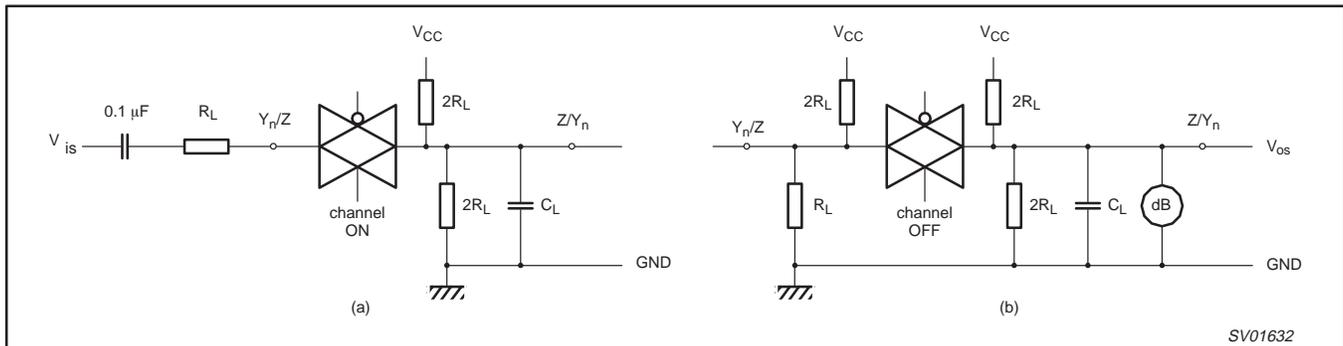 VCC
VCC
VCC
0.1 µF
RL
Yn/Z
2RL
Z/Yn
2RL
2RL
Yn/Z
Z/Yn
Vis
Vos
channel
ON
2RL
CL
RL
channel
OFF
2RL
CL
dB
GND
GND
(a)
(b)
SV01632